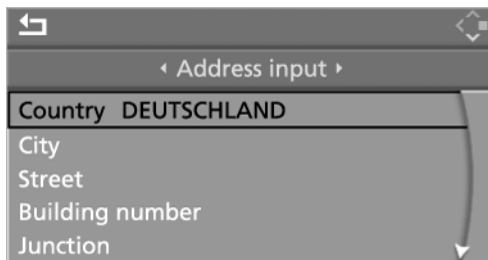 Address input
Country DEUTSCHLAND
City
Street
Building number
Junction